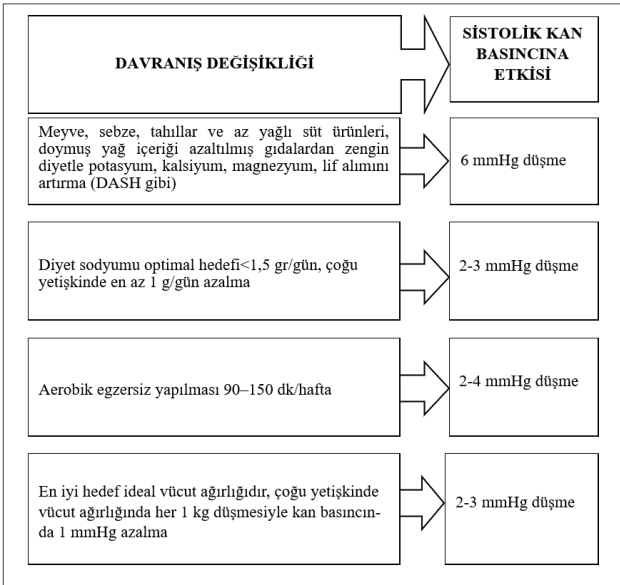 DAVRANIŞ DEĞİŞİKLİĞİ
SİSTOLİK KAN
BASINCINA
ETKİSİ
Meyve, sebze, tahıllar ve az yağlı süt ürünleri,
doymuş yağ içeriği azaltılmış gıdalardan zengin
diyetle potasyum, kalsiyum, magnezyum, lif alımını
artırma (DASH gibi)
6 mmHg düşme
Diyet sodyumu optimal hedefi<1,5 gr/gün, çoğu
yetişkinde en az 1 g/gün azalma
2-3 mmHg düşme
Aerobik egzersiz yapılması 90–150 dk/hafta
2-4 mmHg düşme
En iyi hedef ideal vücut ağırlığıdır, çoğu yetişkinde
vücut ağırlığında her 1 kg düşmesiyle kan basıncın-
da 1 mmHg azalma
2-3 mmHg düşme